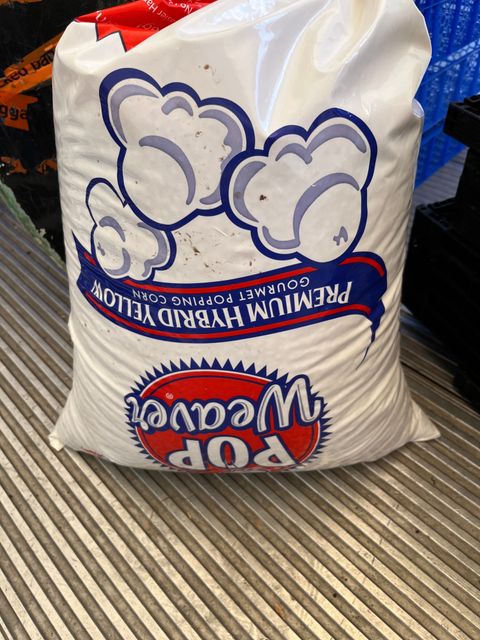 POP
Weaver®
PREMIUM HYBRID YELLOW
GOURMET POPPING CORN